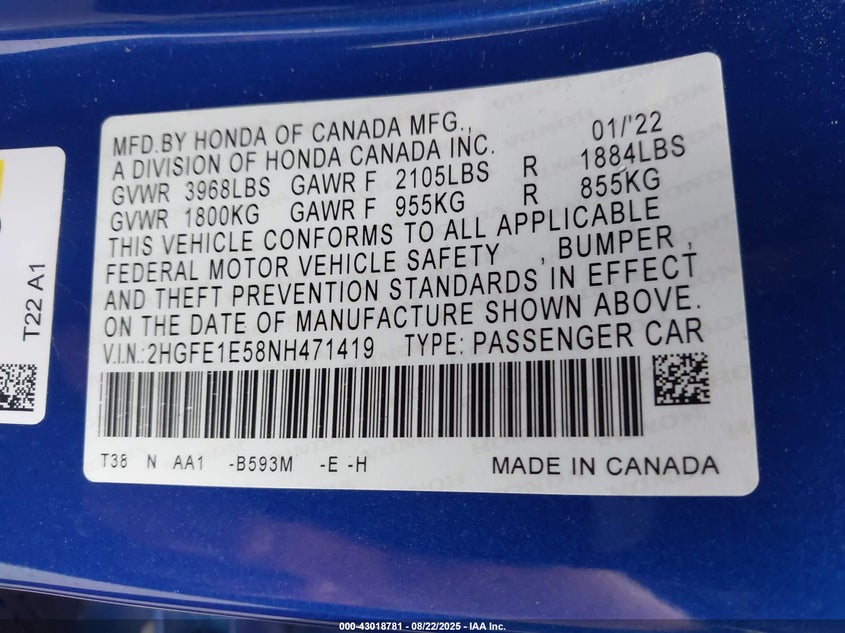 MFD.BY HONDA OF CANADA MFG., 01/'22
A DIVISION OF HONDA CANADA INC.
GVWR 3968LBS GAWR F 2105LBS R 1884LBS
GVWR 1800KG GAWR F 955KG R 855KG
THIS VEHICLE CONFORMS TO ALL APPLICABLE
FEDERAL MOTOR VEHICLE SAFETY , BUMPER ,
AND THEFT PREVENTION STANDARDS IN EFFECT
ON THE DATE OF MANUFACTURE SHOWN ABOVE.
V.I.N.:2HGFE1E58NH471419 TYPE: PASSENGER CAR
T38 N AA1 -B593M -E -H MADE IN CANADA
T22 A1
000-43018781 - 08/22/2025 - IAA Inc.